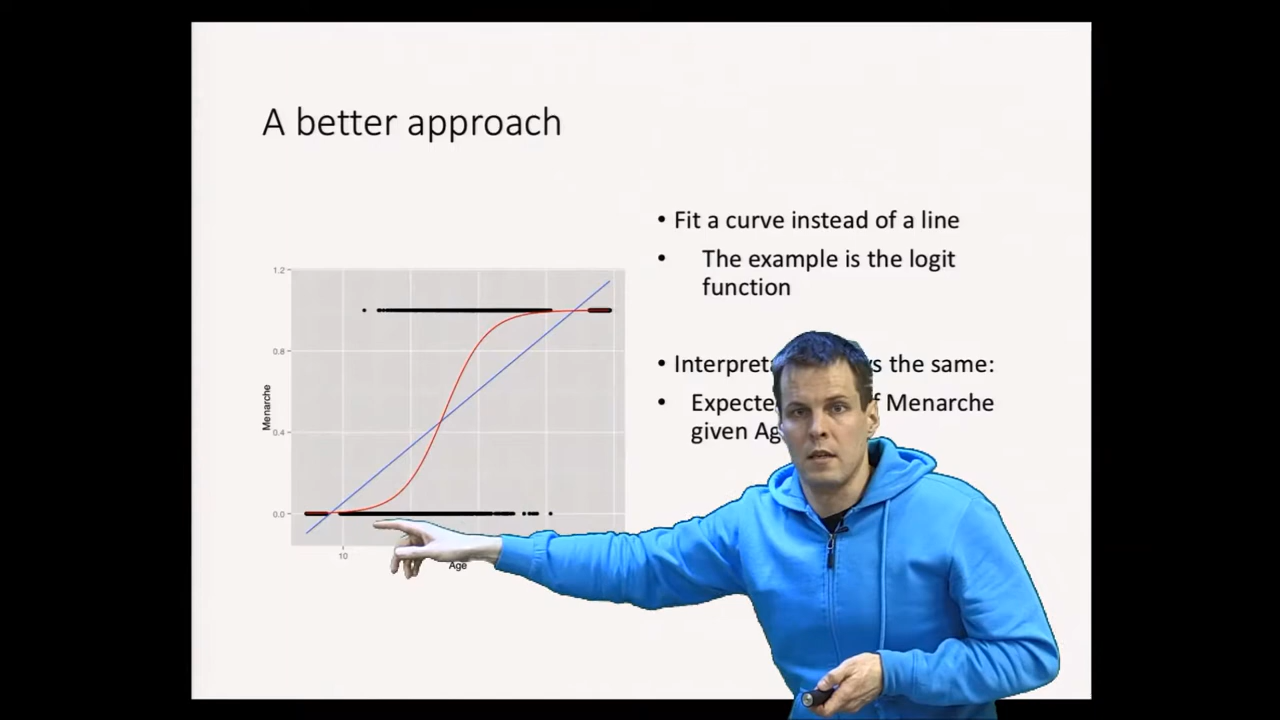 A better approach
• Fit a curve instead of a line
• The example is the logit
function
• Interpret s the same:
• Expecte f Menarche
given Ag
1.2
0.8
0.4
0.0
Menarche
10
Age